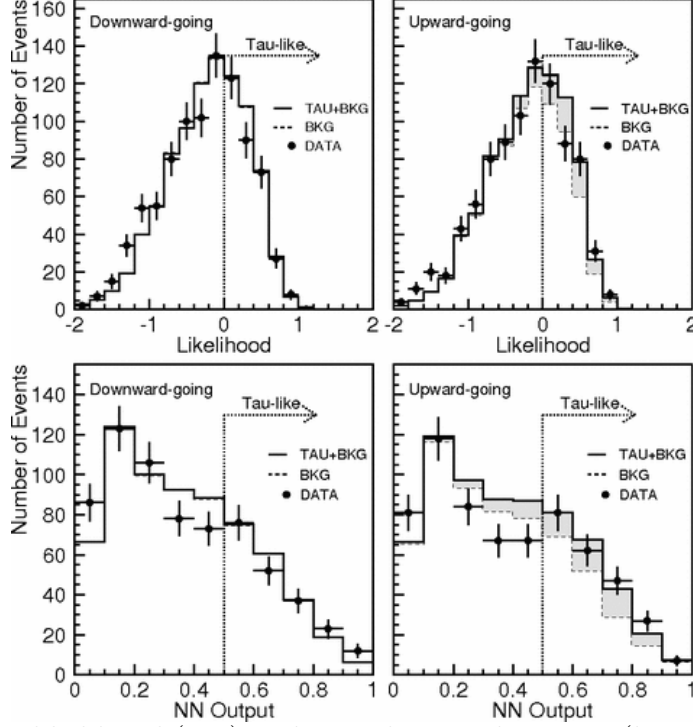 Number of Events
160
140
120
100
80
60
40
20
0
Downward-going
Tau-like
TAU+BKG
BKG
DATA
-2
-1
0
1
2
Likelihood
Upward-going
Tau-like
TAU+BKG
BKG
DATA
-2
-1
0
1
2
Likelihood
Number of Events
140
120
100
80
60
40
20
0
Downward-going
Tau-like
TAU+BKG
BKG
DATA
0
0.2
0.4
0.6
0.8
1
NN Output
Upward-going
Tau-like
TAU+BKG
BKG
DATA
0
0.2
0.4
0.6
0.8
1
NN Output